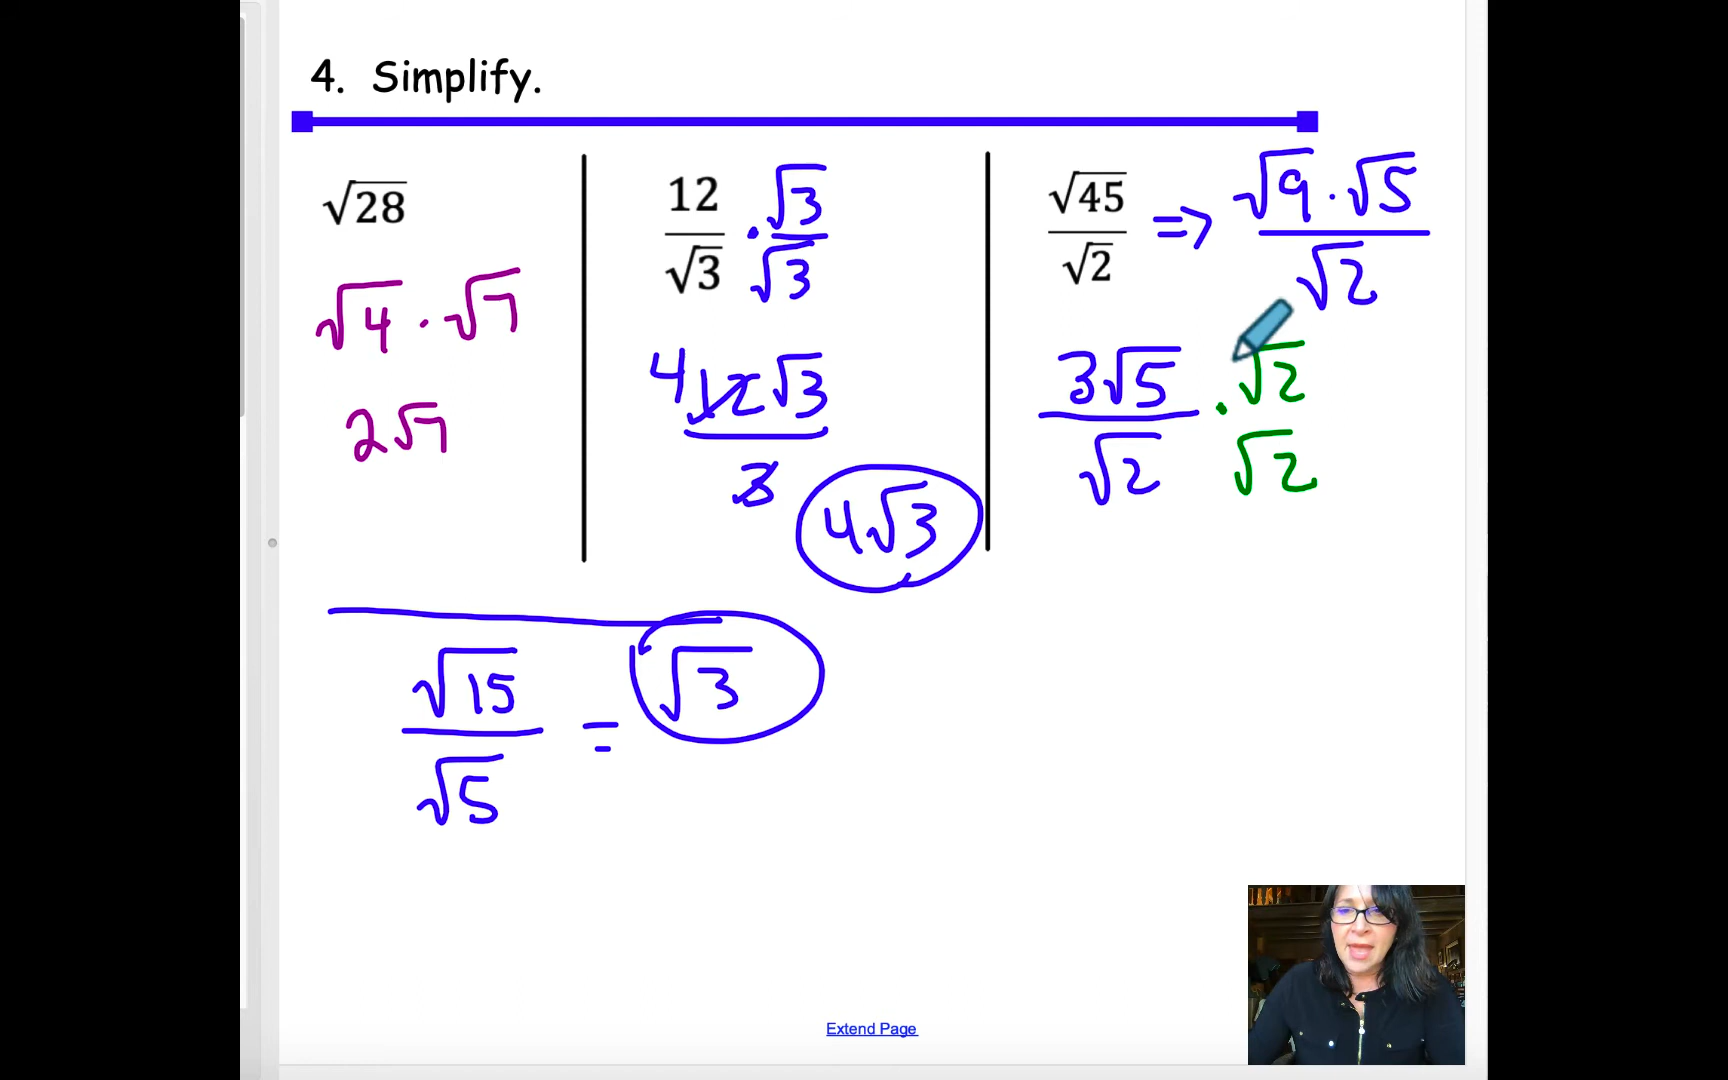 4. Simplify.
√28
√4 · √7
2√7
12/√3 · √3/√3
4 12√3/3
4√3
√45/√2 => √9 · √5/√2
3√5/√2 · √2/√2
√15/√5 = √3
Extend Page